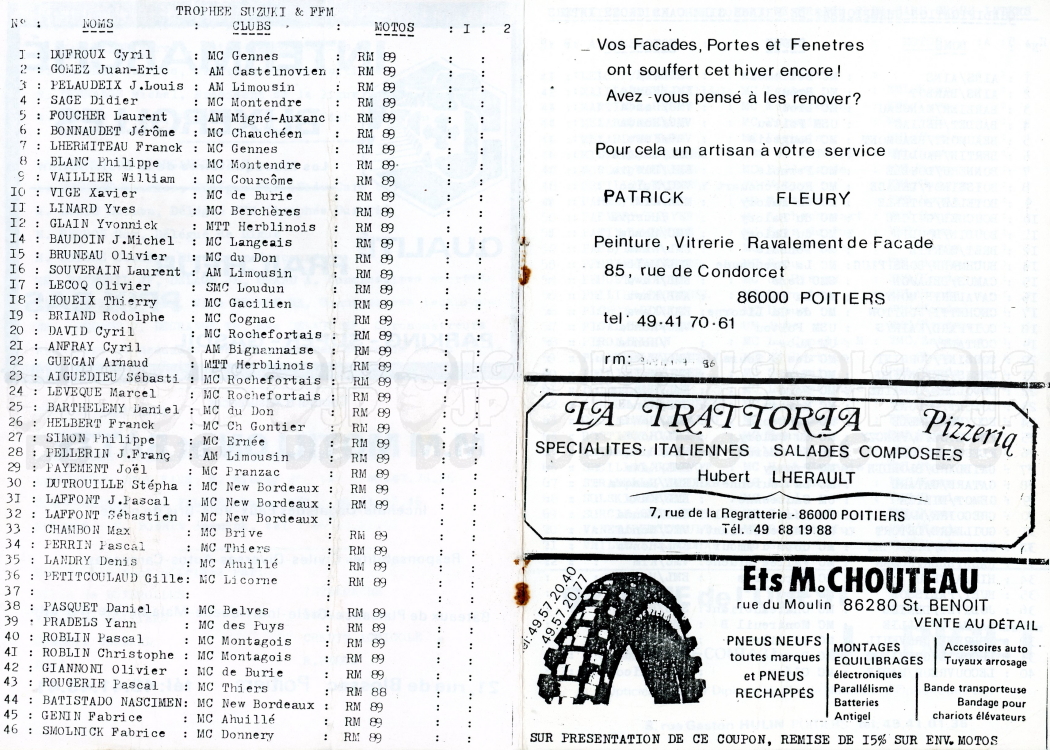 TROPHEE SUZUKI & FFM
N° : NOMS : CLUBS : MOTOS : I : 2
I : DUFROUX Cyril : MC Gennes : RM 89 : :
2 : GOMEZ Juan-Eric : AM Castelnovien : RM 89 : :
3 : PELAUDEIX J.Louis : AM Limousin : RM 89 : :
4 : SAGE Didier : MC Montendre : RM 89 : :
5 : FOUCHER Laurent : AM Migné-Auxanc : RM 89 : :
6 : BONNAUDET Jérôme : MC Chauchéen : RM 89 : :
7 : LHERMITEAU Franck : MC Gennes : RM 89 : :
8 : BLANC Philippe : MC Montendre : RM 89 : :
9 : VAILLIER William : MC Courcôme : RM 89 : :
IO : VIGE Xavier : MC de Burie : RM 89 : :
II : LINARD Yves : MC Berchères : RM 89 : :
I2 : GLAIN Yvonnick : MTT Herblinois : RM 89 : :
I4 : BAUDOIN J.Michel : MC Langeais : RM 89 : :
I5 : BRUNEAU Olivier : MC du Don : RM 89 : :
I6 : SOUVERAIN Laurent : AM Limousin : RM 89 : :
I7 : LECOQ Olivier : SMC Loudun : RM 89 : :
I8 : HOUEIX Thierry : MC Gacilien : RM 89 : :
I9 : BRIAND Rodolphe : MC Cognac : RM 89 : :
20 : DAVID Cyril : MC Rochefortais : RM 89 : :
2I : ANFRAY Cyril : AM Bignannaise : RM 89 : :
22 : GUEGAN Arnaud : MTT Herblinois : RM 89 : :
23 : AIGUEDIEU Sébasti : MC Rochefortais : RM 89 : :
24 : LEVEQUE Marcel : MC Rochefortais : RM 89 : :
25 : BARTHELEMY Daniel : MC du Don : RM 89 : :
26 : HELBERT Franck : MC Ch Gontier : RM 89 : :
27 : SIMON Philippe : MC Ernée : RM 89 : :
28 : PELLERIN J.Franç : AM Limousin : RM 89 : :
29 : PAYEMENT Joël : MC Pranzac : RM 89 : :
30 : DUTROUILLE Stépha : MC New Bordeaux : RM 89 : :
3I : LAFFONT J.Pascal : MC New Bordeaux : RM 89 : :
32 : LAFFONT Sébastien : MC New Bordeaux : : :
33 : CHAMBON Max : MC Brive : RM 89 : :
34 : PERRIN Pascal : MC Thiers : RM 89 : :
35 : LANDRY Denis : MC Ahuillé : RM 89 : :
36 : PETITCOULAUD Gille : MC Licorne : RM 89 : :
37 : : : :
38 : PASQUET Daniel : MC Belves : RM 89 : :
39 : PRADELS Yann : MC des Puys : RM 89 : :
40 : ROBLIN Pascal : MC Montagois : RM 89 : :
4I : ROBLIN Christophe : MC Montagois : RM 89 : :
42 : GIANNONI Olivier : MC de Burie : RM 89 : :
43 : ROUGERIE Pascal : MC Thiers : RM 88 : :
44 : BATISTADO NASCIMEN : MC New Bordeaux : RM 89 : :
45 : GENIN Fabrice : MC Ahuillé : RM 89 : :
46 : SMOLNICK Fabrice : MC Donnery : RM 89 : :
Vos Facades, Portes et Fenetres
ont souffert cet hiver encore !
Avez-vous pensé à les renover?
Pour cela un artisan à votre service
PATRICK FLEURY
Peinture , Vitrerie . Ravalement de Facade
85, rue de Condorcet
86000 POITIERS
tel 49.41 70.61
rm:
LA TRATTORIA Pizzeria
SPECIALITES ITALIENNES SALADES COMPOSEES
Hubert LHERAULT
7, rue de la Regratterie - 86000 POITIERS
Tél. 49 88 19 88
49.57.20.40
49.57.20.77
Ets M. CHOUTEAU
rue du Moulin 86280 St. BENOIT
VENTE AU DÉTAIL
PNEUS NEUFS
toutes marques
et PNEUS
RECHAPPÉS
MONTAGES
EQUILIBRAGES
électroniques
Parallélisme
Batteries
Antigel
Accessoires auto
Tuyaux arrosage
Bande transporteuse
Bandage pour
chariots élévateurs
SUR PRESENTATION DE CE COUPON, REMISE DE I5% SUR ENV. MOTOS